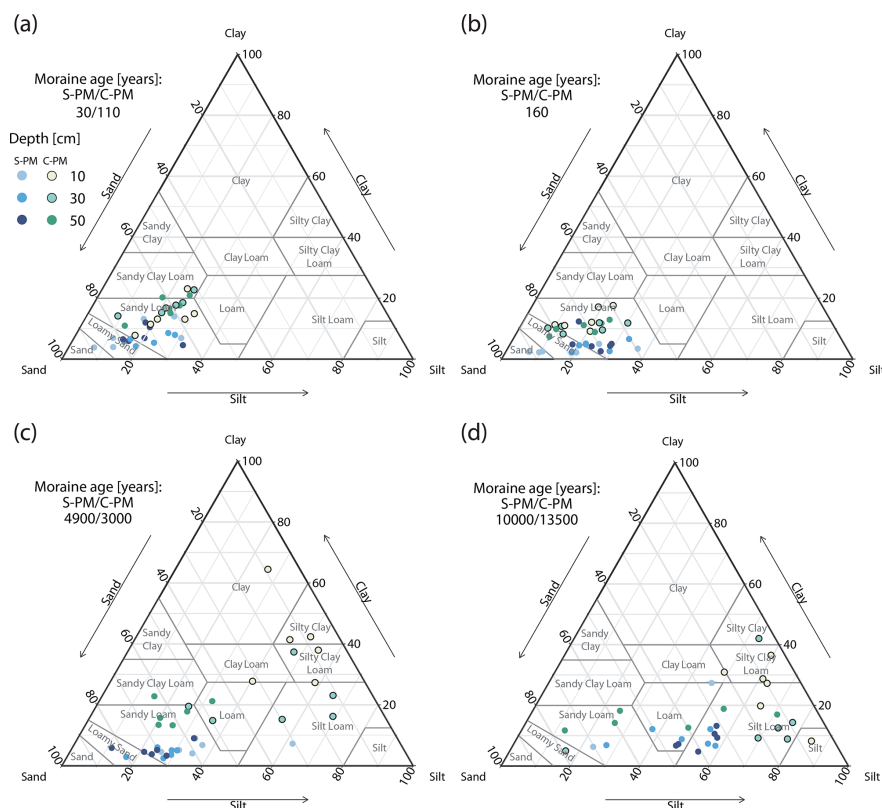 (a)
Clay
100
Moraine age [years]:
S-PM/C-PM
30/110
Depth [cm]
S-PM C-PM
10
30
50
20
80
Sand
40
Clay
60
Clay
60
Sandy
Clay
Silty Clay
40
Clay Loam
Silty Clay
Loam
Sandy Clay Loam
80
Sandy Loam
Loam
20
Silt Loam
Loamy Sand
Sand
Silt
100
Sand
20
40
60
80
100
Silt
Silt
(b)
Clay
100
Moraine age [years]:
S-PM/C-PM
160
20
80
Sand
40
Clay
60
Clay
60
Sandy
Clay
Silty Clay
40
Clay Loam
Silty Clay
Loam
Sandy Clay Loam
80
Sandy Loam
Loam
20
Silt Loam
Loamy Sand
Sand
Silt
100
Sand
20
40
60
80
100
Silt
(c)
Clay
100
Moraine age [years]:
S-PM/C-PM
4900/3000
20
80
Sand
40
Clay
60
Clay
60
Sandy
Clay
Silty Clay
40
Clay Loam
Silty Clay
Loam
Sandy Clay Loam
80
Sandy Loam
Loam
20
Silt Loam
Loamy Sand
Sand
Silt
100
Sand
20
40
60
80
100
Silt
Silt
(d)
Clay
100
Moraine age [years]:
S-PM/C-PM
10000/13500
20
80
Sand
40
Clay
60
Clay
60
Sandy
Clay
Silty Clay
40
Clay Loam
Silty Clay
Loam
Sandy Clay Loam
80
Sandy Loam
Loam
20
Silt Loam
Loamy Sand
Sand
Silt
100
Sand
20
40
60
80
100
Silt
Silt